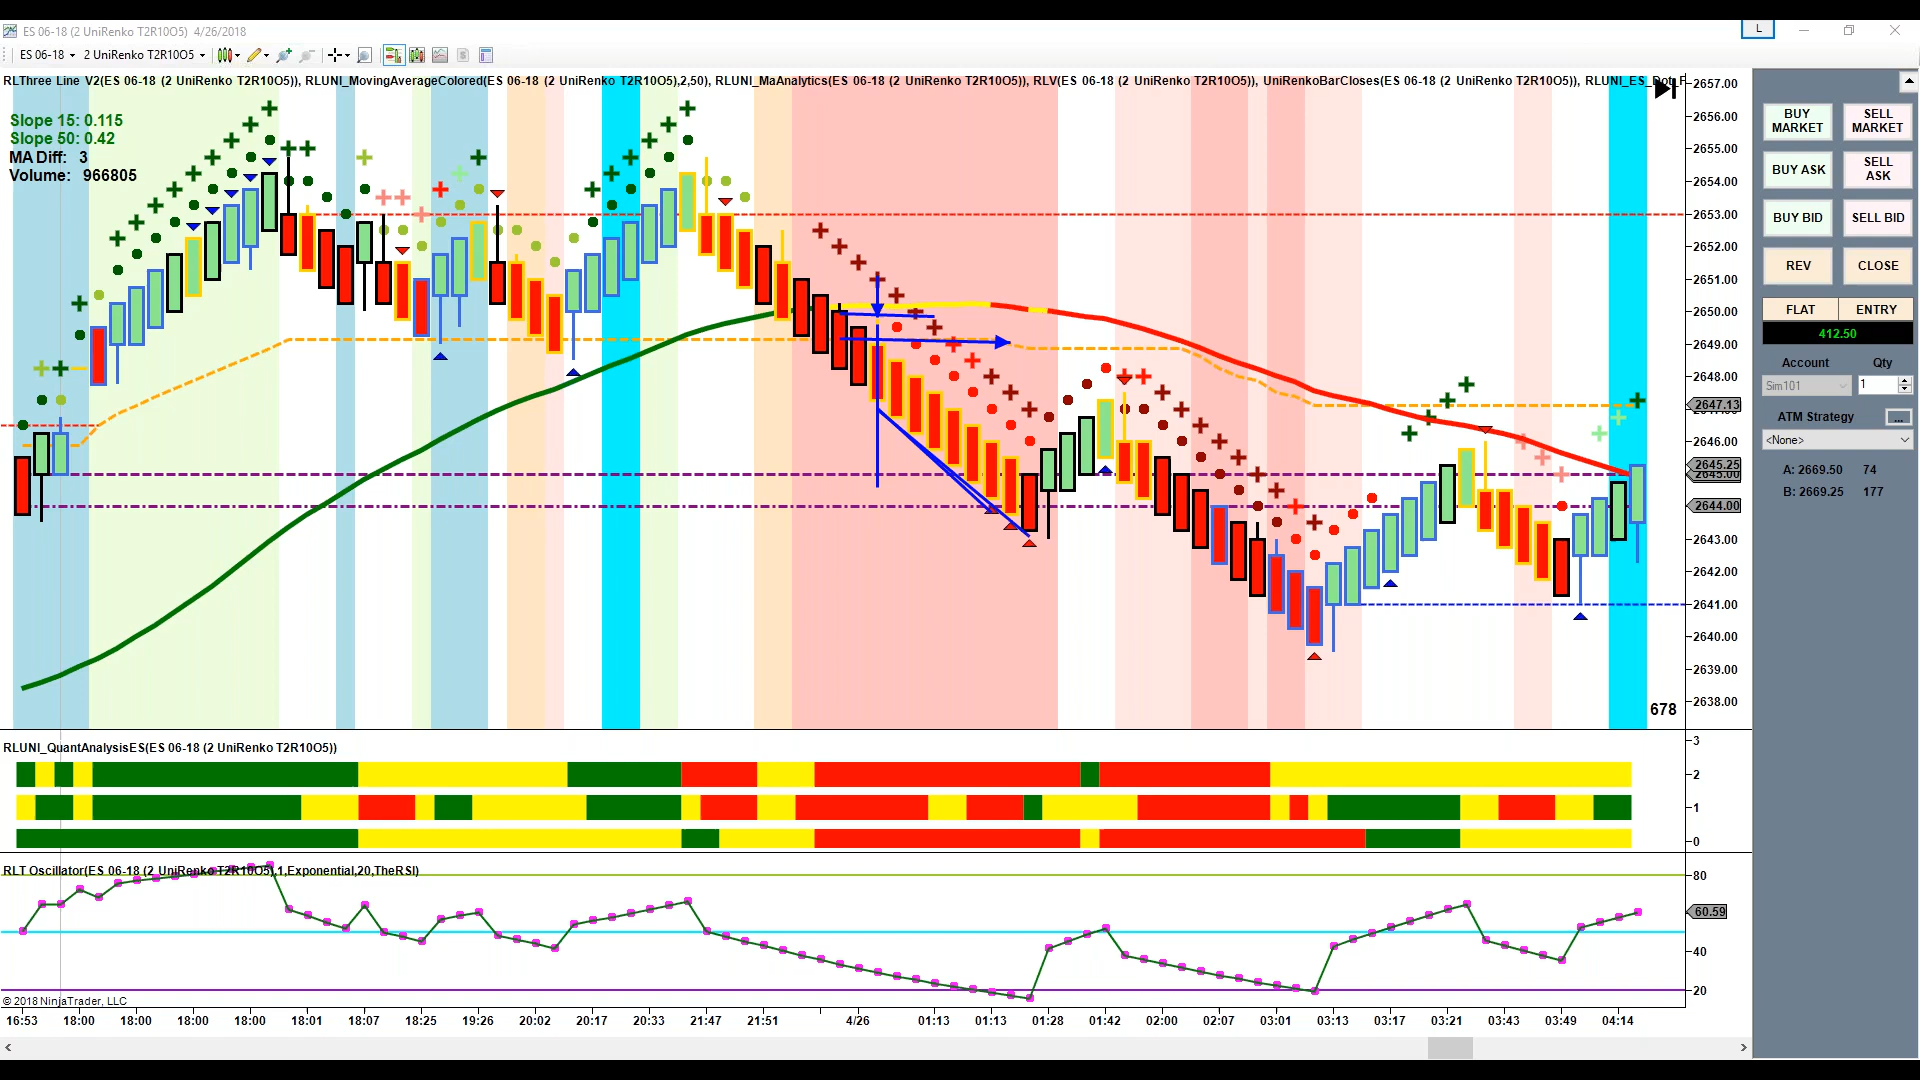 ES 06-18 (2 UniRenko T2R10O5)  4/26/2018
L
ES 06-18  2 UniRenko T2R10O5
RLThree Line V2(ES 06-18 (2 UniRenko T2R10O5)), RLUNI_MovingAverageColored(ES 06-18 (2 UniRenko T2R10O5),2,50), RLUNI_MaAnalytics(ES 06-18 (2 UniRenko T2R10O5)), RLV(ES 06-18 (2 UniRenko T2R10O5)), UniRenkoBarCloses(ES 06-18 (2 UniRenko T2R10O5)), RLUNI_ES_
Slope 15: 0.115
Slope 50: 0.42
MA Diff: 3
Volume: 966805
2657.00
2656.00
2655.00
2654.00
2653.00
2652.00
2651.00
2650.00
2649.00
2648.00
2647.13
2646.00
2645.25
2645.00
2644.00
2643.00
2642.00
2641.00
2640.00
2639.00
2638.00
678
BUY MARKET
SELL MARKET
BUY ASK
SELL ASK
BUY BID
SELL BID
REV
CLOSE
FLAT
ENTRY
412.50
Account  Qty
Sim101  1
ATM Strategy  ...
<None>
A: 2669.50  74
B: 2669.25  177
RLUNI_QuantAnalysisES(ES 06-18 (2 UniRenko T2R10O5))
3
2
1
0
RLT Oscillator(ES 06-18 (2 UniRenko T2R10O5),1,Exponential,20,TheRSI)
80
60.59
40
20
© 2018 NinjaTrader, LLC
16:53  18:00  18:00  18:00  18:00  18:01  18:07  18:25  19:26  20:02  20:17  20:33  21:47  21:51  4/26  01:13  01:13  01:28  01:42  02:00  02:07  03:01  03:13  03:17  03:21  03:43  03:49  04:14